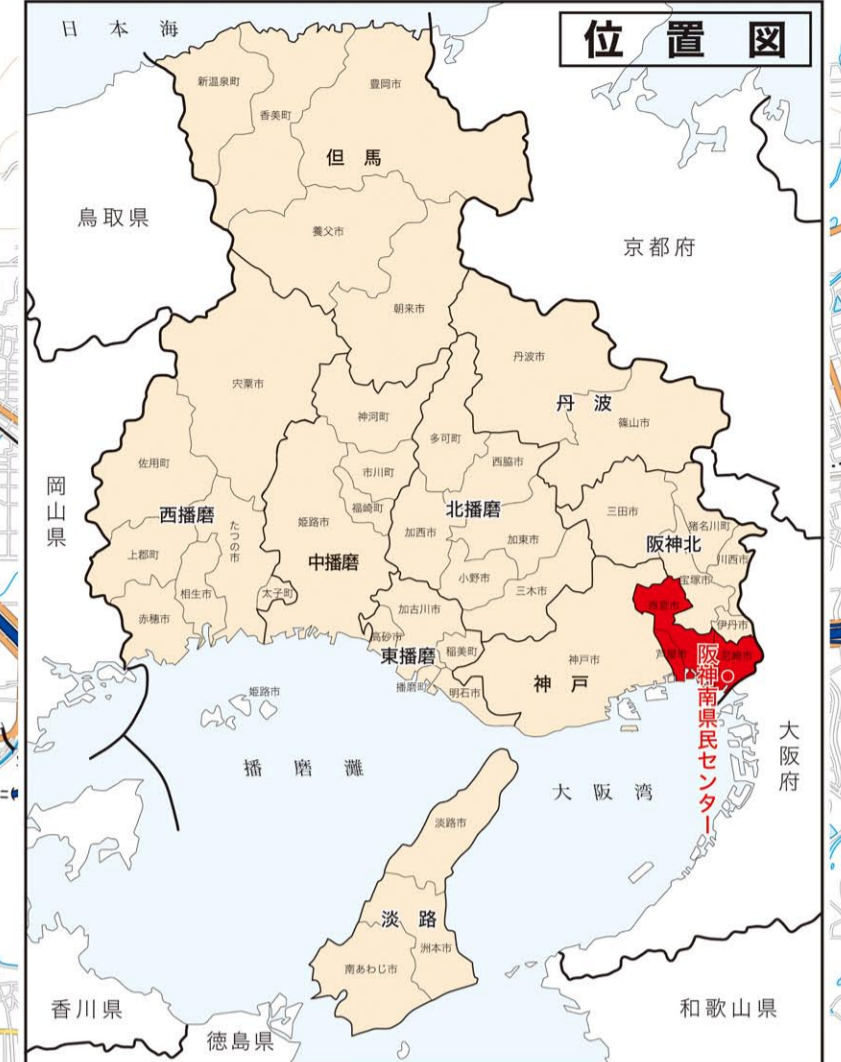 位置図
日本海
新温泉町
香美町
豊岡市
但馬
鳥取県
養父市
京都府
朝来市
丹波市
宍粟市
丹波
神河町
篠山市
多可町
佐用町
市川町
西脇市
岡山県
福崎町
北播磨
三田市
西播磨
たつの市
姫路市
加西市
加東市
猪名川町
阪神北
上郡町
中播磨
川西市
小野市
宝塚市
相生市
太子町
三木市
赤穂市
加古川市
西宮市
伊丹市
高砂市
稲美町
東播磨
芦屋市
尼崎市
神戸市
神戸
播磨町
明石市
阪神南県民センター
姫路市
大阪府
播磨灘
大阪湾
淡路市
淡路
洲本市
南あわじ市
香川県
和歌山県
徳島県